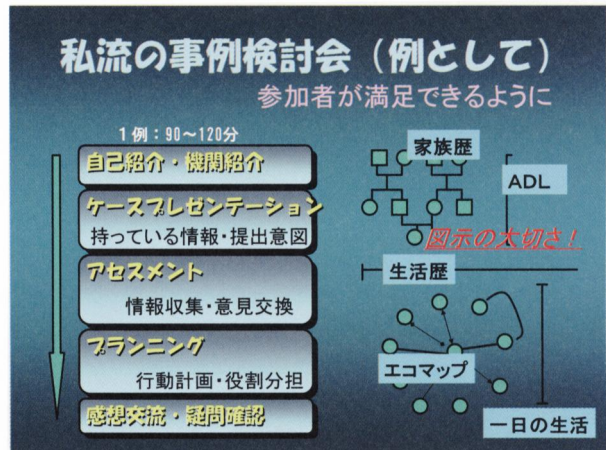 私流の事例検討会（例として）
参加者が満足できるように
1例：90～120分
自己紹介・機関紹介
ケースプレゼンテーション
持っている情報・提出意図
アセスメント
情報収集・意見交換
プランニング
行動計画・役割分担
感想交流・疑問確認
家族歴
ADL
図示の大切さ！
生活歴
エコマップ
一日の生活